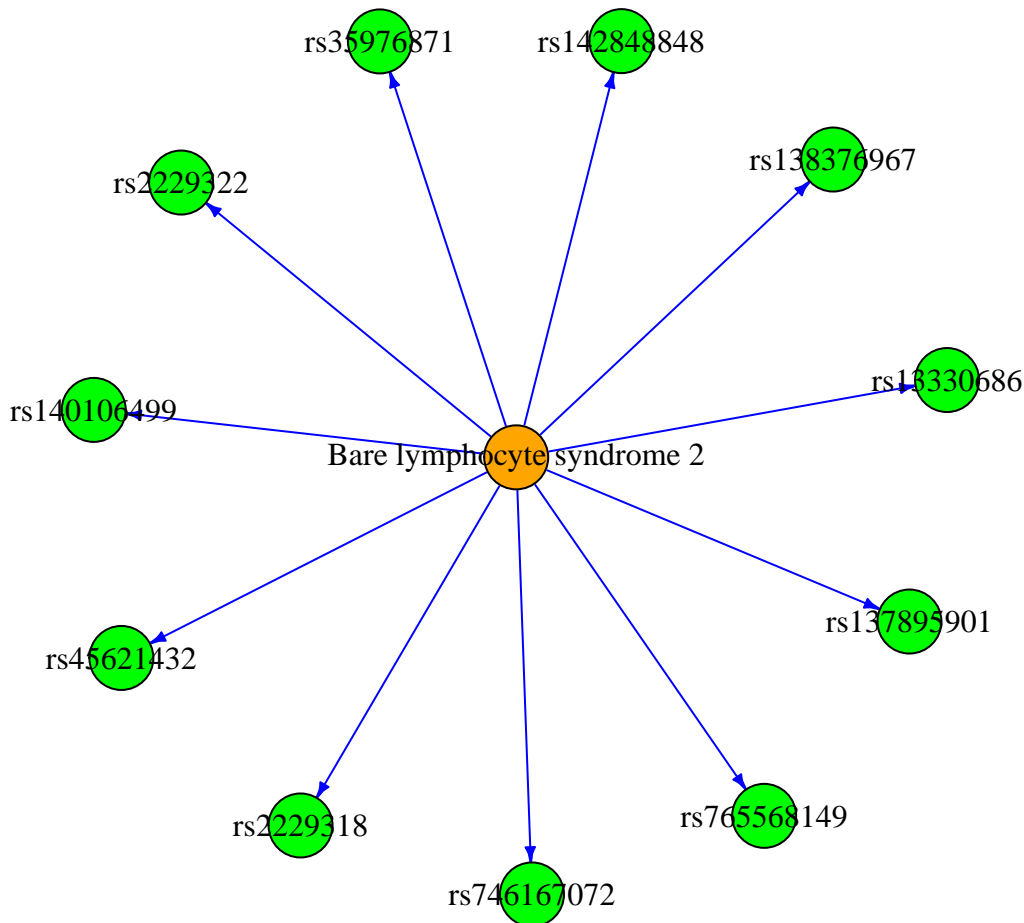 rs35976871
rs142848848
rs138376967
rs2229322
rs13330686
rs140106499
Bare lymphocyte syndrome 2
rs137895901
rs45621432
rs765568149
rs2229318
rs746167072